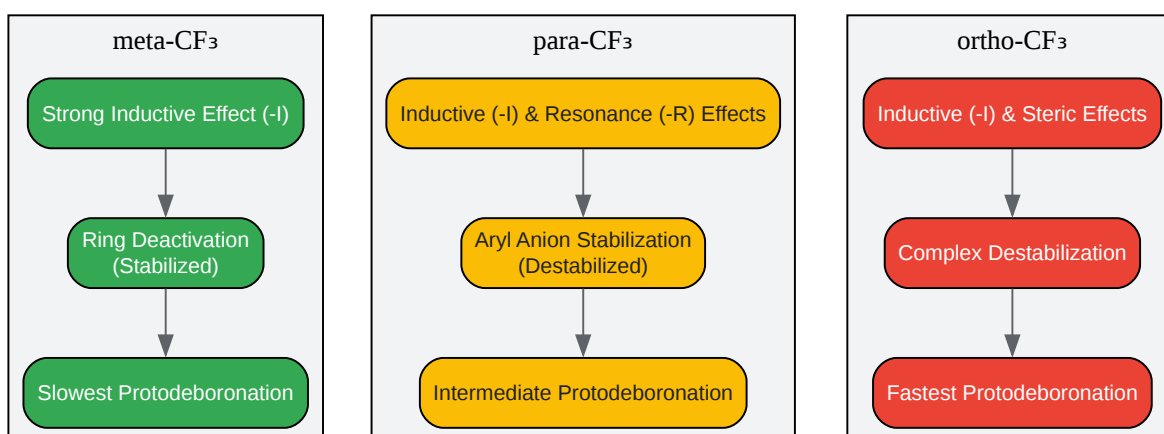 meta-CF₃
Strong Inductive Effect (-I)
Ring Deactivation
(Stabilized)
Slowest Protodeboronation
para-CF₃
Inductive (-I) & Resonance (-R) Effects
Aryl Anion Stabilization
(Destabilized)
Intermediate Protodeboronation
ortho-CF₃
Inductive (-I) & Steric Effects
Complex Destabilization
Fastest Protodeboronation